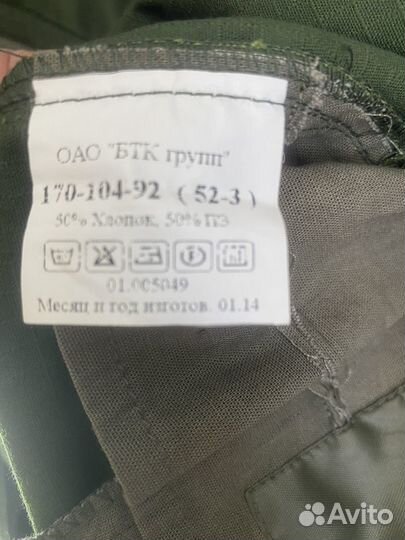 ОАО "БТК групп"
170-104-92 ( 52-3 )
50% Хлопок, 50% ПЭ
01.005049
Месяц и год изготов. 01.14
Avito